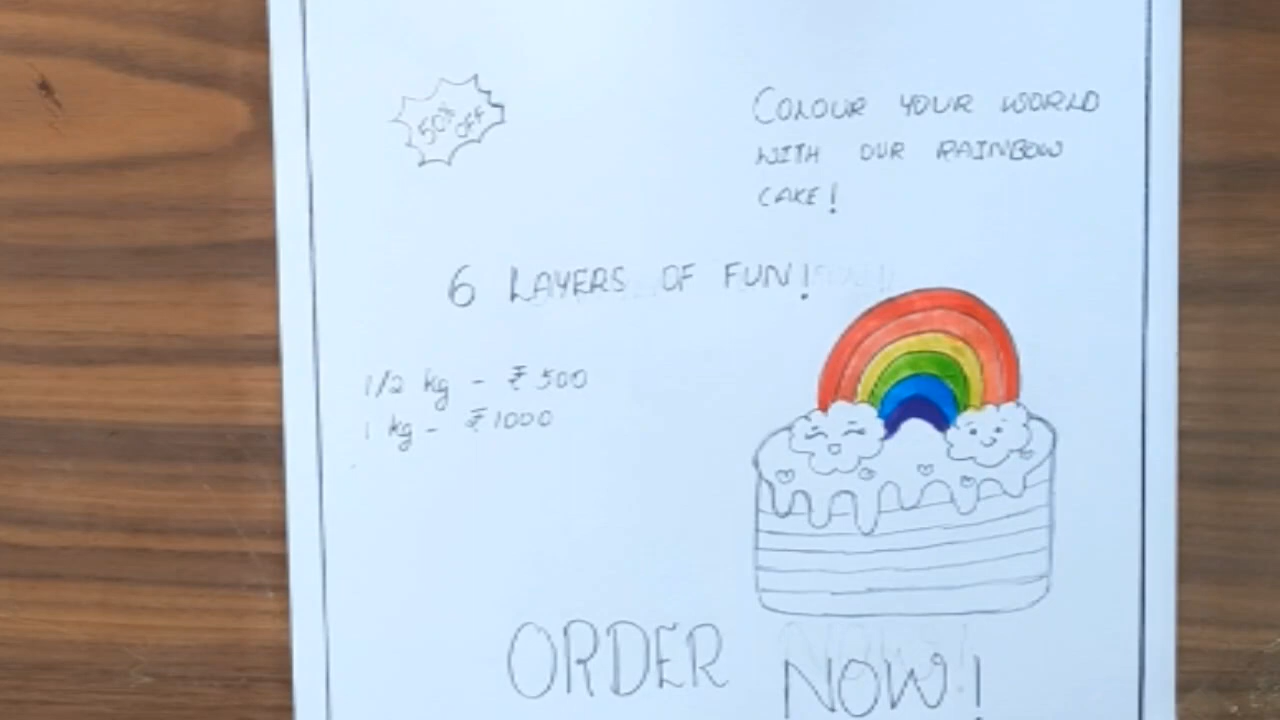 50% OFF
COLOUR YOUR WORLD
WITH OUR RAINBOW
CAKE!
6 LAYERS OF FUN!
1/2 kg - ₹ 500
1 kg - ₹1000
ORDER NOW!